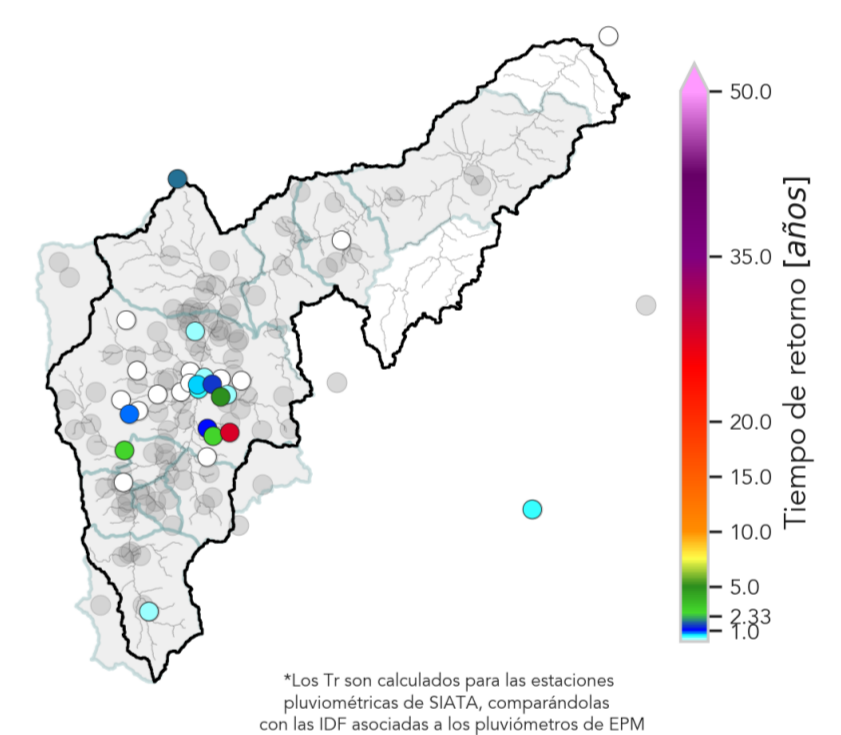 50.0
35.0
20.0
15.0
10.0
5.0
2.33
1.0
Tiempo de retorno [años]
*Los Tr son calculados para las estaciones
pluviométricas de SIATA, comparándolas
con las IDF asociadas a los pluviómetros de EPM